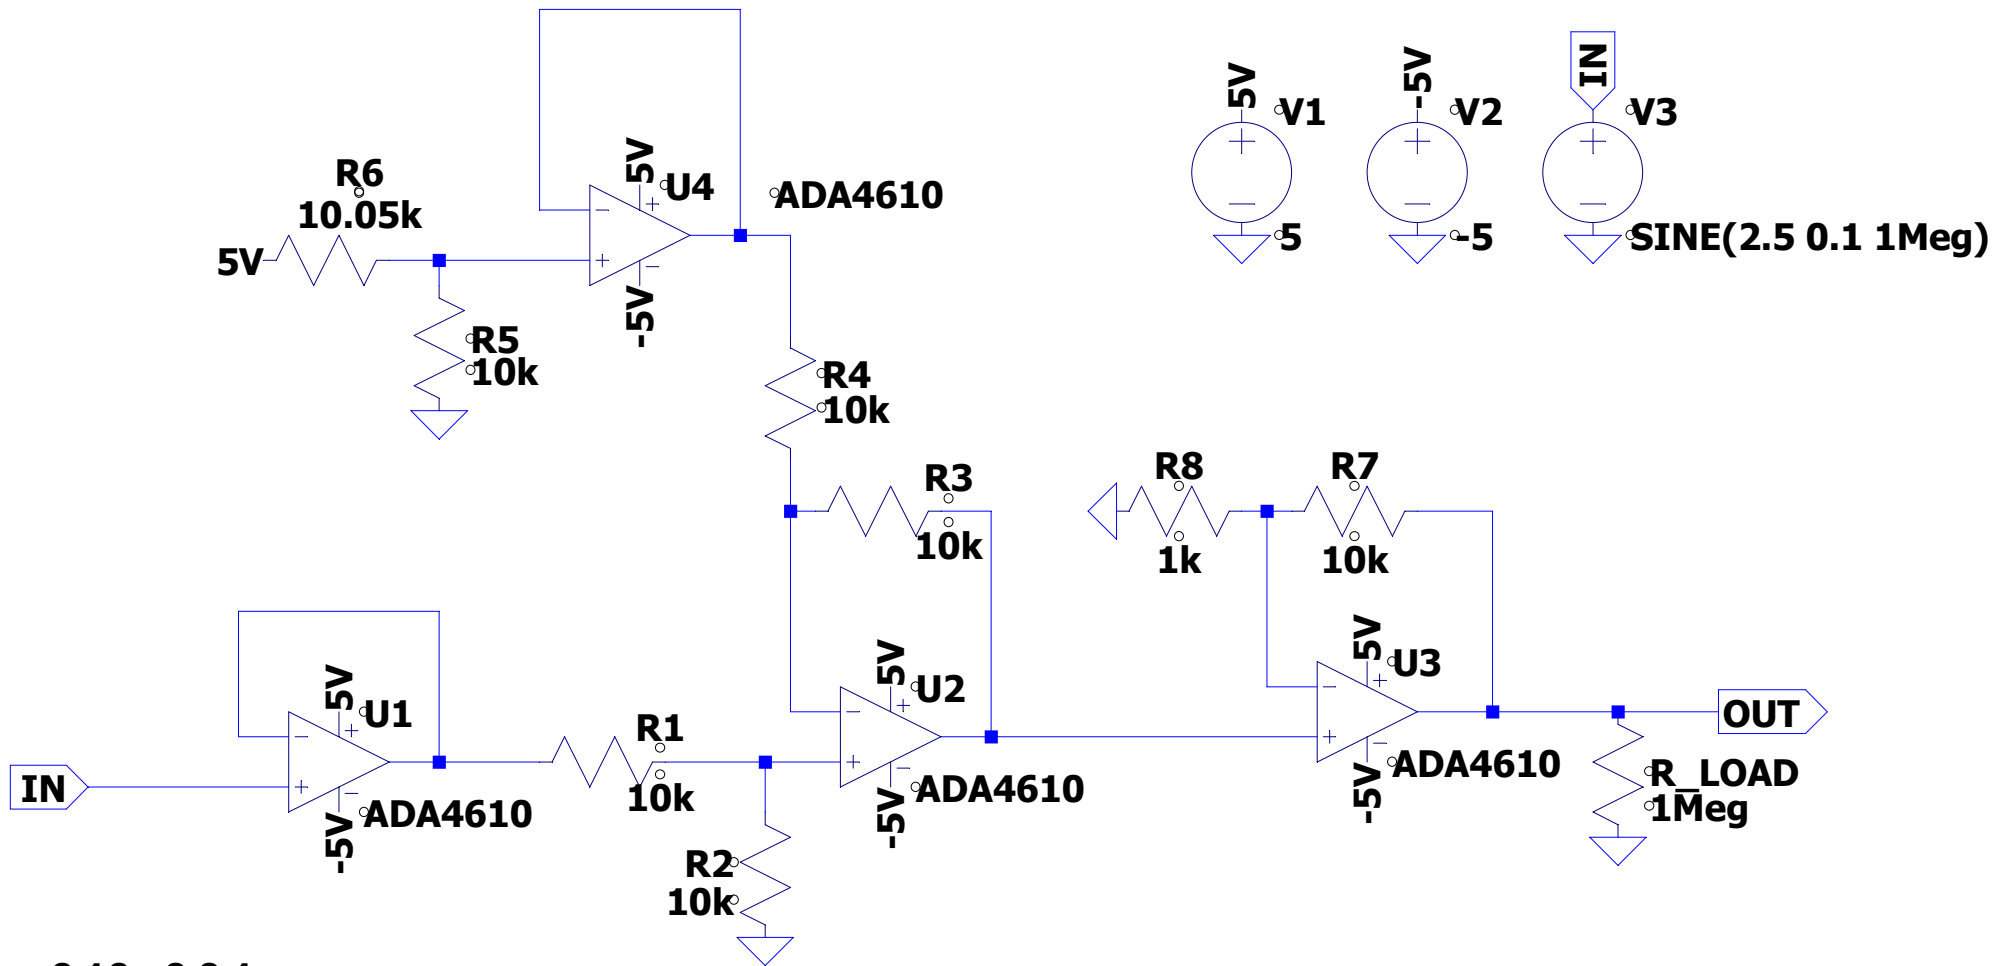 5V
-5V
IN
V1
V2
V3
5
-5
SINE(2.5 0.1 1Meg)
R6
10.05k
5V
5V
U4
ADA4610
-5V
R5
10k
R4
10k
R3
10k
R8
1k
R7
10k
IN
5V
U1
ADA4610
-5V
R1
10k
R2
10k
5V
U2
ADA4610
-5V
5V
U3
ADA4610
-5V
OUT
R_LOAD
1Meg